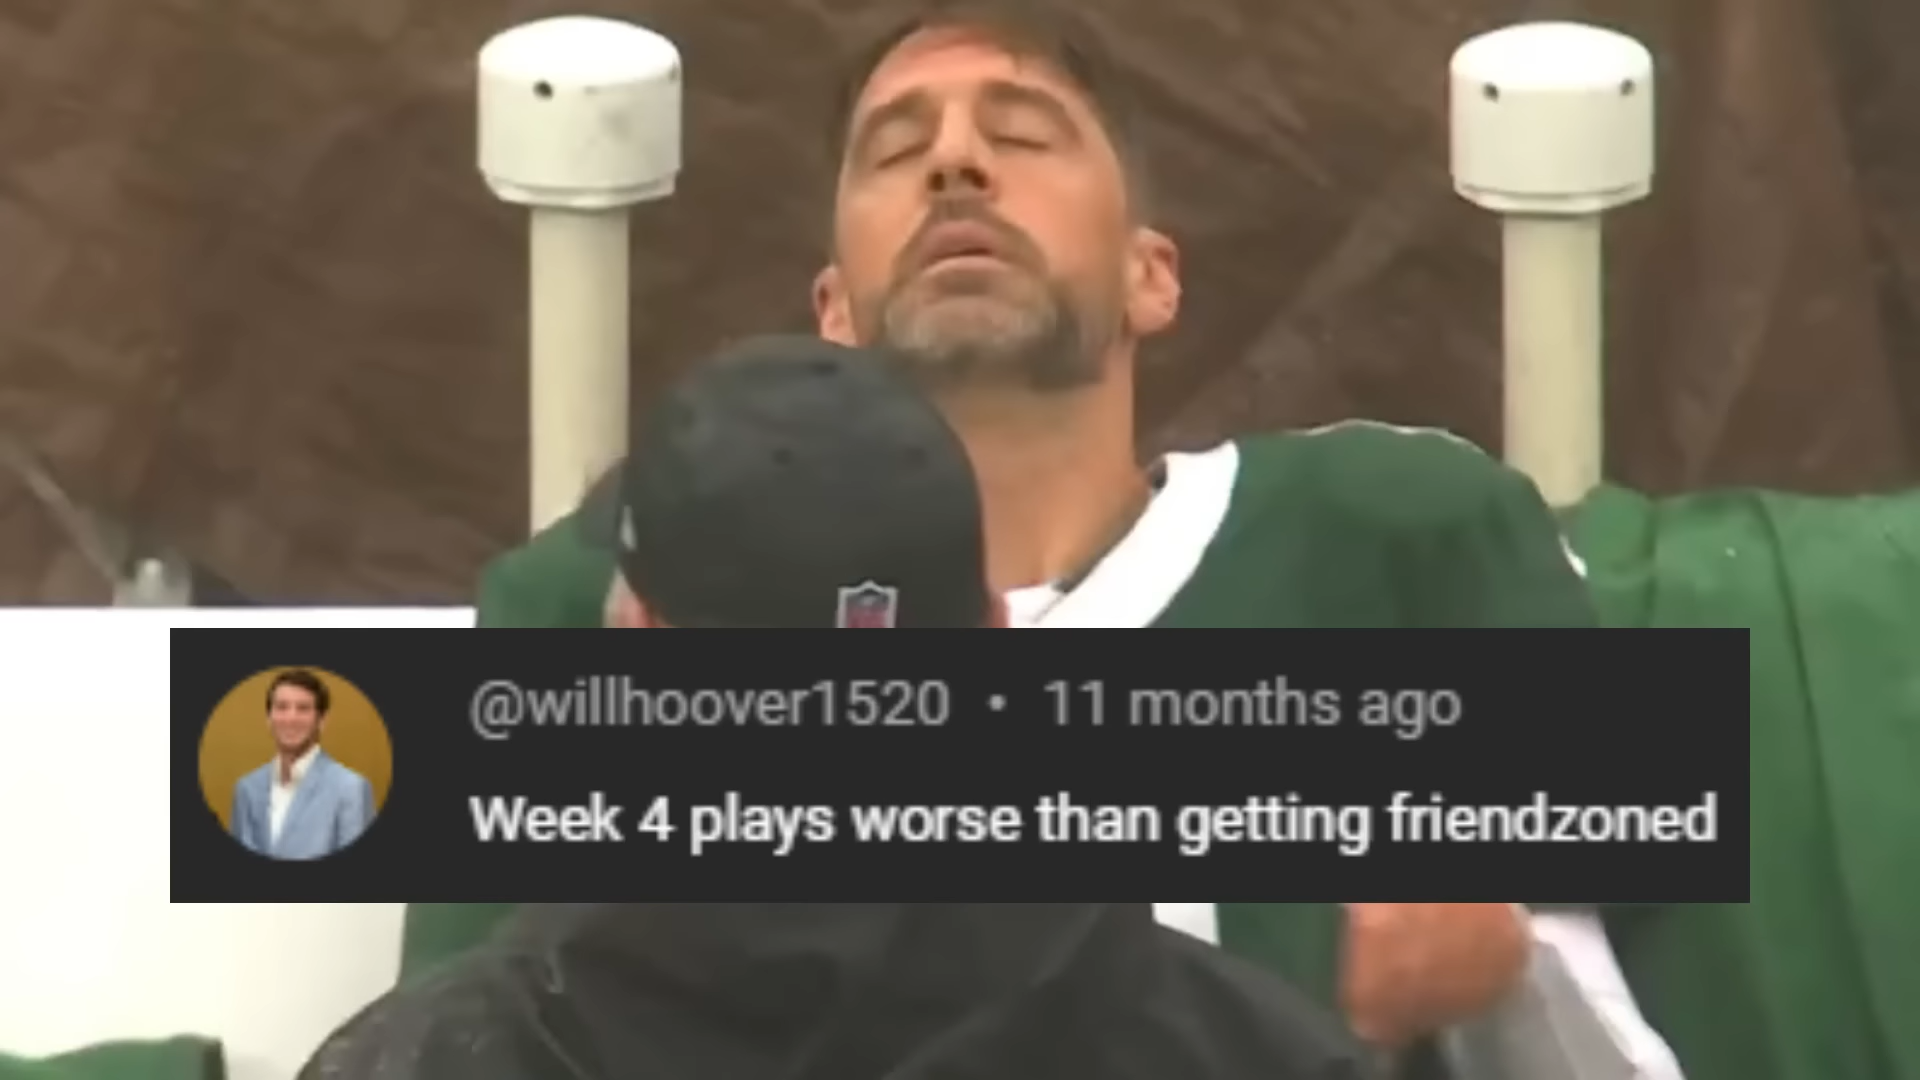 @willhoover1520 • 11 months ago
Week 4 plays worse than getting friendzoned